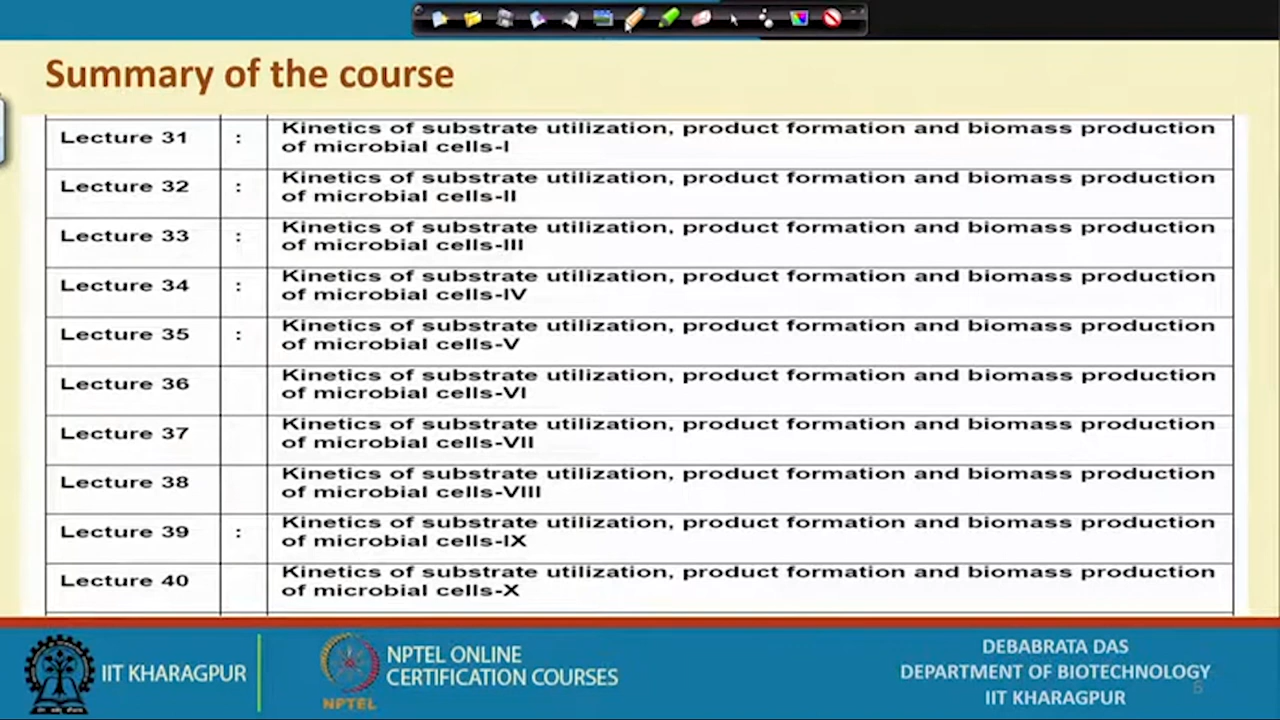 Summary of the course
Lecture 31 : Kinetics of substrate utilization, product formation and biomass production
of microbial cells-I
Lecture 32 : Kinetics of substrate utilization, product formation and biomass production
of microbial cells-II
Lecture 33 : Kinetics of substrate utilization, product formation and biomass production
of microbial cells-III
Lecture 34 : Kinetics of substrate utilization, product formation and biomass production
of microbial cells-IV
Lecture 35 : Kinetics of substrate utilization, product formation and biomass production
of microbial cells-V
Lecture 36 Kinetics of substrate utilization, product formation and biomass production
of microbial cells-VI
Lecture 37 Kinetics of substrate utilization, product formation and biomass production
of microbial cells-VII
Lecture 38 Kinetics of substrate utilization, product formation and biomass production
of microbial cells-VIII
Lecture 39 : Kinetics of substrate utilization, product formation and biomass production
of microbial cells-IX
Lecture 40 Kinetics of substrate utilization, product formation and biomass production
of microbial cells-X
IIT KHARAGPUR
NPTEL
NPTEL ONLINE
CERTIFICATION COURSES
DEBABRATA DAS
DEPARTMENT OF BIOTECHNOLOGY
IIT KHARAGPUR